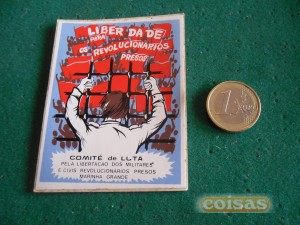 LIBERDADE
PARA
OS REVOLUCIONÁRIOS
PRESOS
COMITÉ de LUTA
PELA LIBERTAÇÃO DOS MILITARES
E CIVIS REVOLUCIONÁRIOS PRESOS
MARINHA GRANDE
1
EURO
coisas